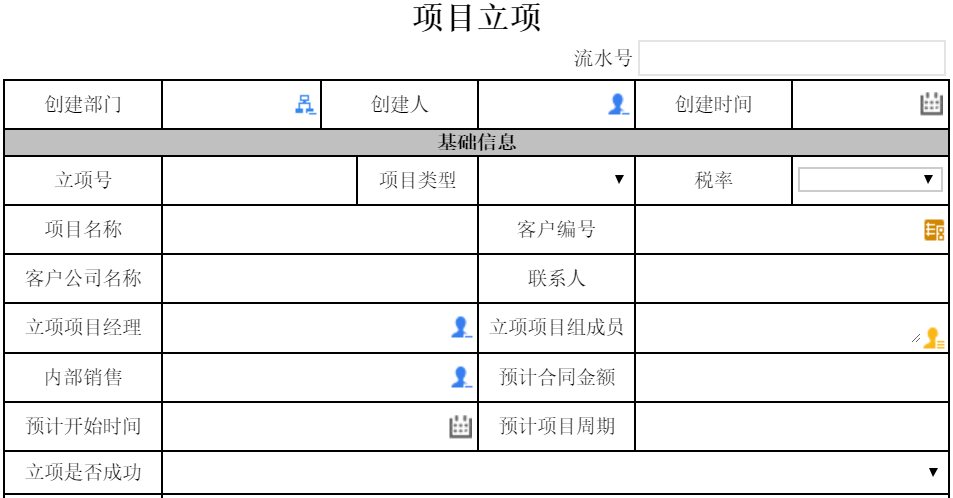 项目立项
流水号
创建部门 创建人 创建时间
基础信息
立项号 项目类型 税率
项目名称 客户编号
客户公司名称 联系人
立项项目经理 立项项目组成员
内部销售 预计合同金额
预计开始时间 预计项目周期
立项是否成功